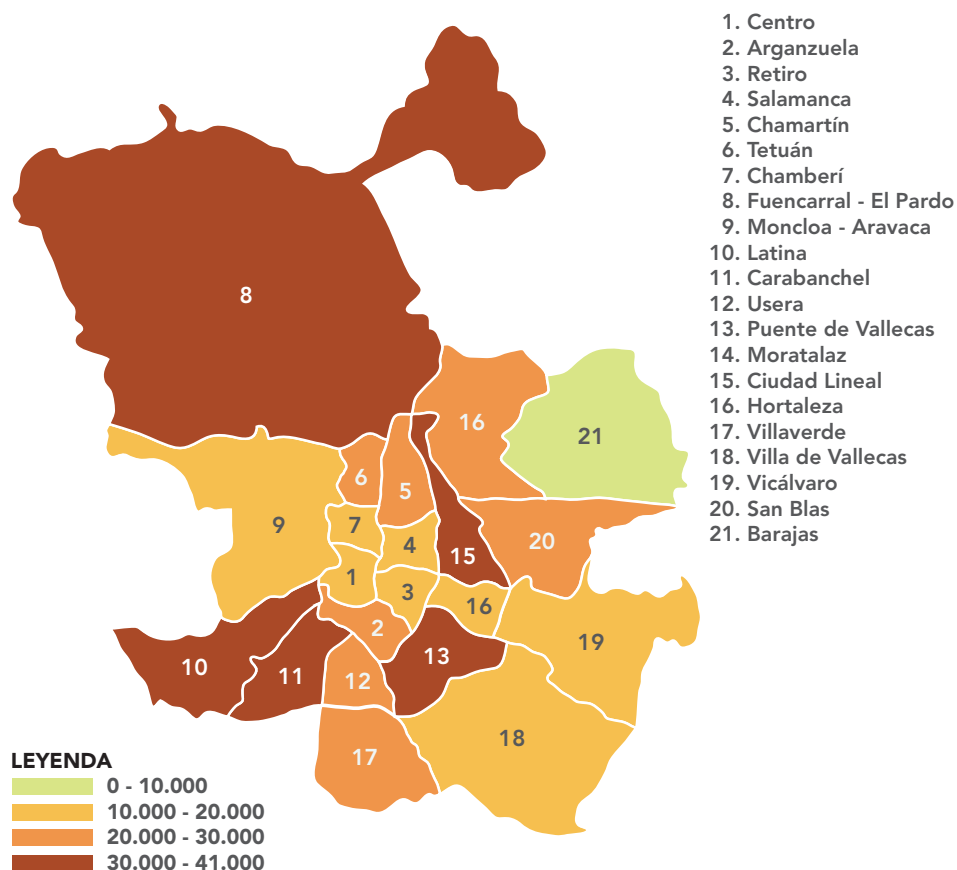 1. Centro
2. Arganzuela
3. Retiro
4. Salamanca
5. Chamartín
6. Tetuán
7. Chamberí
8. Fuencarral - El Pardo
9. Moncloa - Aravaca
10. Latina
11. Carabanchel
12. Usera
13. Puente de Vallecas
14. Moratalaz
15. Ciudad Lineal
16. Hortaleza
17. Villaverde
18. Villa de Vallecas
19. Vicálvaro
20. San Blas
21. Barajas
8
16
21
6
5
9
7
4
20
15
1
3
16
2
19
13
10
11
12
18
17
LEYENDA
0 - 10.000
10.000 - 20.000
20.000 - 30.000
30.000 - 41.000